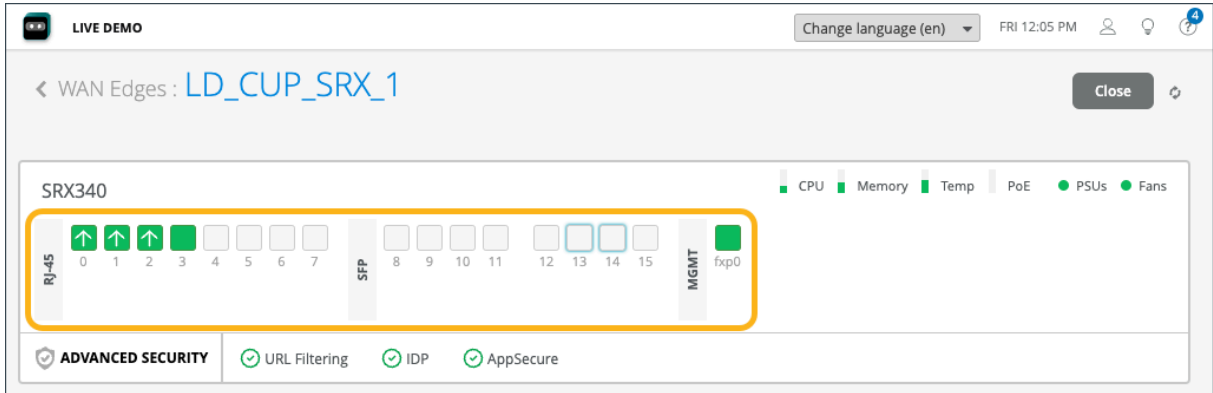 LIVE DEMO
Change language (en)
FRI 12:05 PM
4
WAN Edges : LD_CUP_SRX_1
Close
SRX340
CPU Memory Temp PoE PSUs Fans
RJ-45
0 1 2 3 4 5 6 7
SFP
8 9 10 11 12 13 14 15
MGMT
fxp0
ADVANCED SECURITY
URL Filtering
IDP
AppSecure